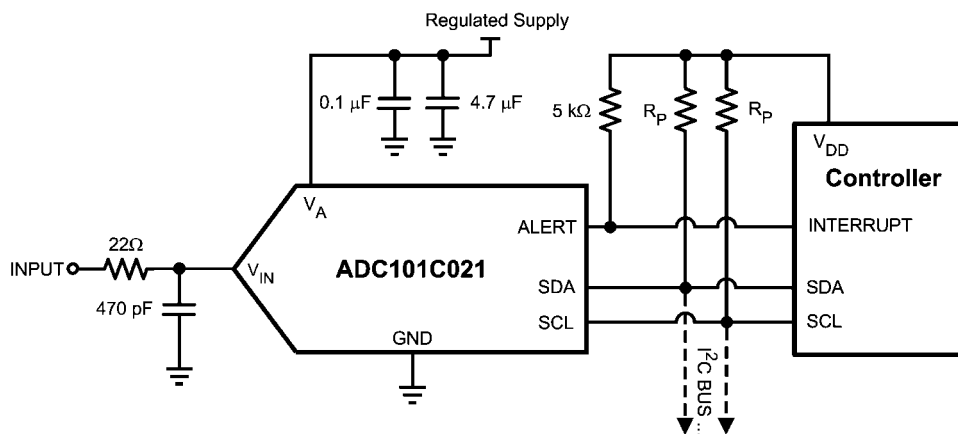 Regulated Supply
0.1 µF
4.7 µF
5 kΩ
R_P
R_P
V_DD
Controller
V_A
ALERT
INTERRUPT
INPUT
22Ω
V_IN
ADC101C021
470 pF
SDA
SDA
SCL
SCL
GND
I²C BUS ...